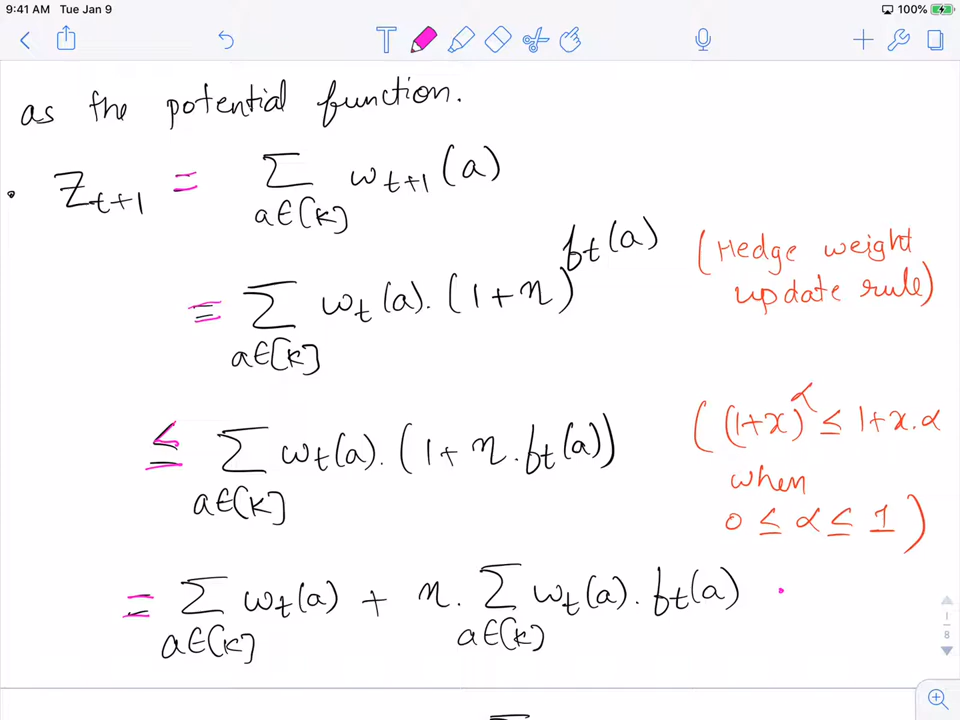 9:41 AM Tue Jan 9
100%
as the potential function.
• Z_{t+1} = Σ_{a∈[K]} w_{t+1}(a)
= Σ_{a∈[K]} w_t(a). (1+η)^{f_t(a)} (Hedge weight update rule)
≤ Σ_{a∈[K]} w_t(a). (1+ η. f_t(a)) ((1+x)^α ≤ 1+x.α when 0 ≤ α ≤ 1)
= Σ_{a∈[K]} w_t(a) + η. Σ_{a∈[K]} w_t(a). f_t(a)
1
8